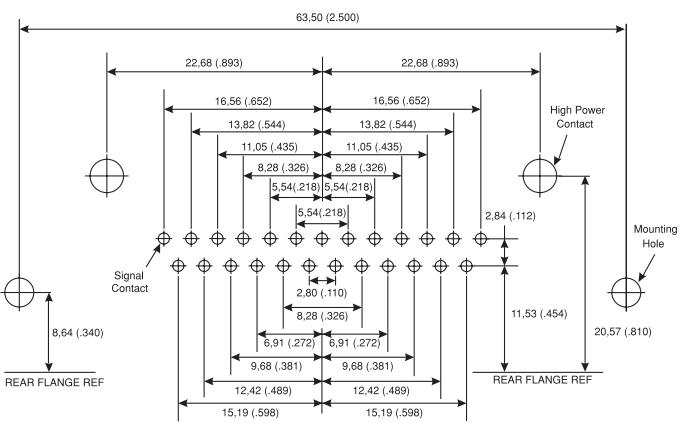 63,50 (2.500)
22,68 (.893) 22,68 (.893)
16,56 (.652) 16,56 (.652)
High Power
Contact
13,82 (.544) 13,82 (.544)
11,05 (.435) 11,05 (.435)
8,28 (.326) 8,28 (.326)
5,54(.218) 5,54(.218)
5,54(.218)
2,84 (.112)
Mounting
Hole
Signal
Contact
2,80 (.110)
8,28 (.326)
11,53 (.454)
8,64 (.340)
20,57 (.810)
6,91 (.272) 6,91 (.272)
9,68 (.381) 9,68 (.381)
REAR FLANGE REF REAR FLANGE REF
12,42 (.489) 12,42 (.489)
15,19 (.598) 15,19 (.598)